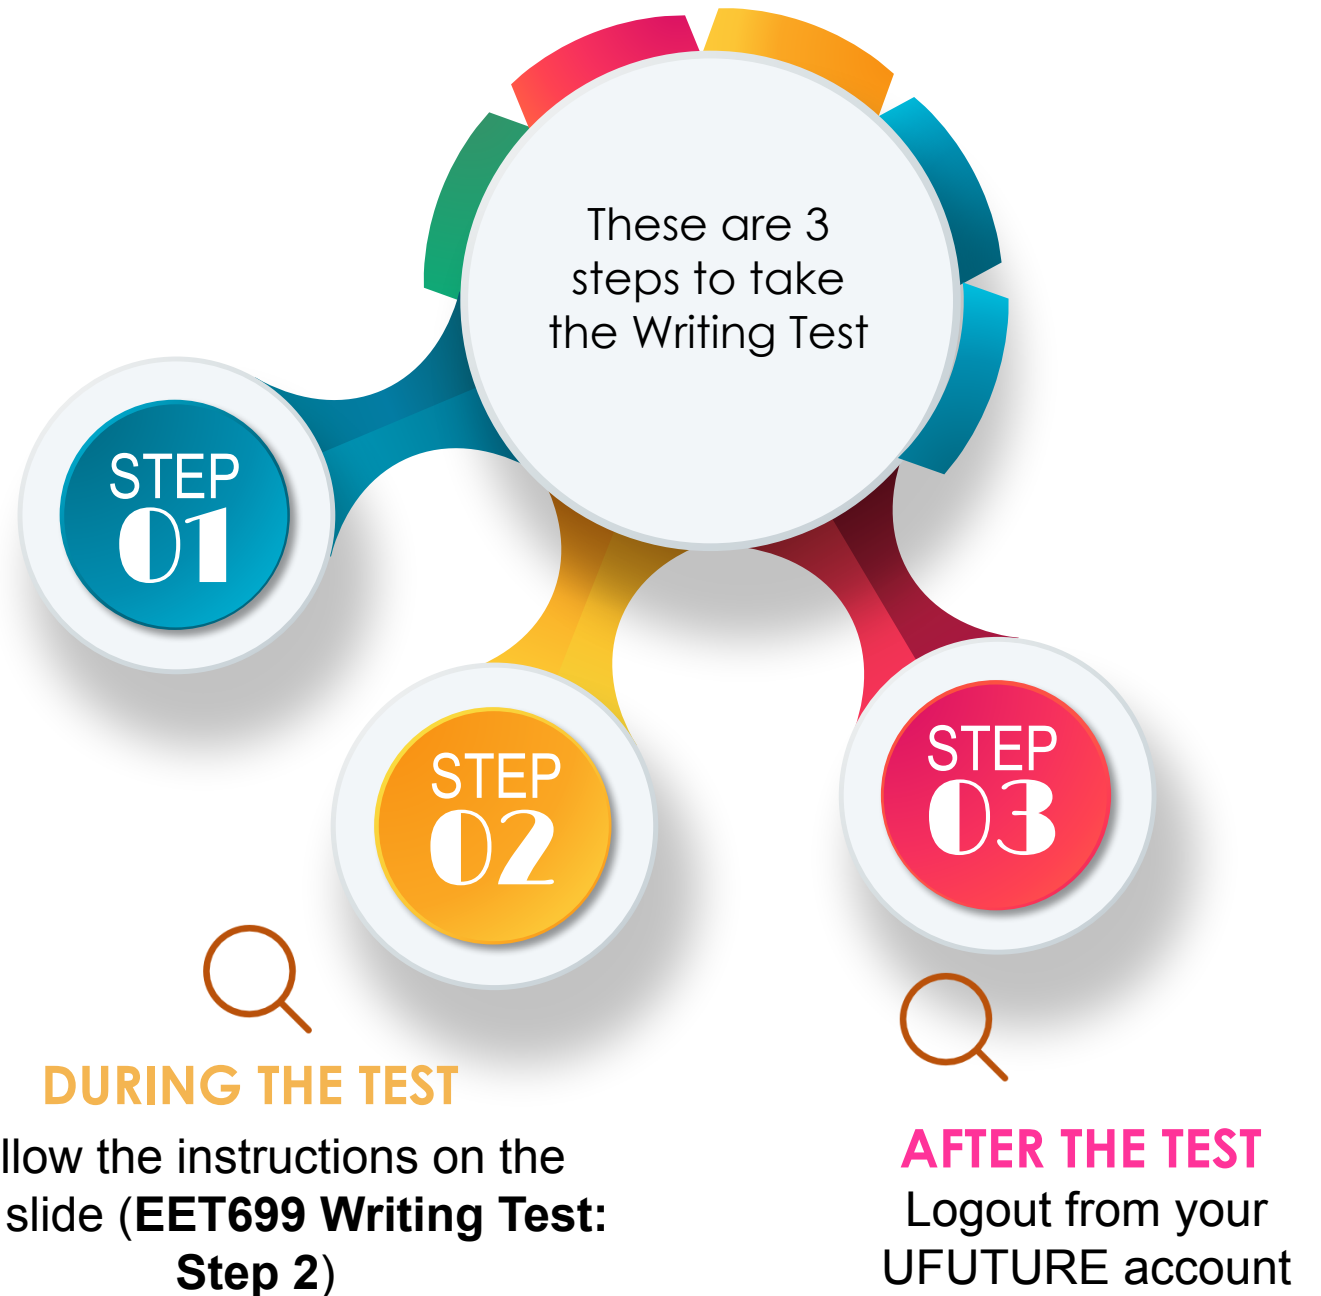 These are 3
steps to take
the Writing Test
STEP
01
STEP
02
STEP
03
DURING THE TEST
llow the instructions on the
slide (EET699 Writing Test:
Step 2)
AFTER THE TEST
Logout from your
UFUTURE account